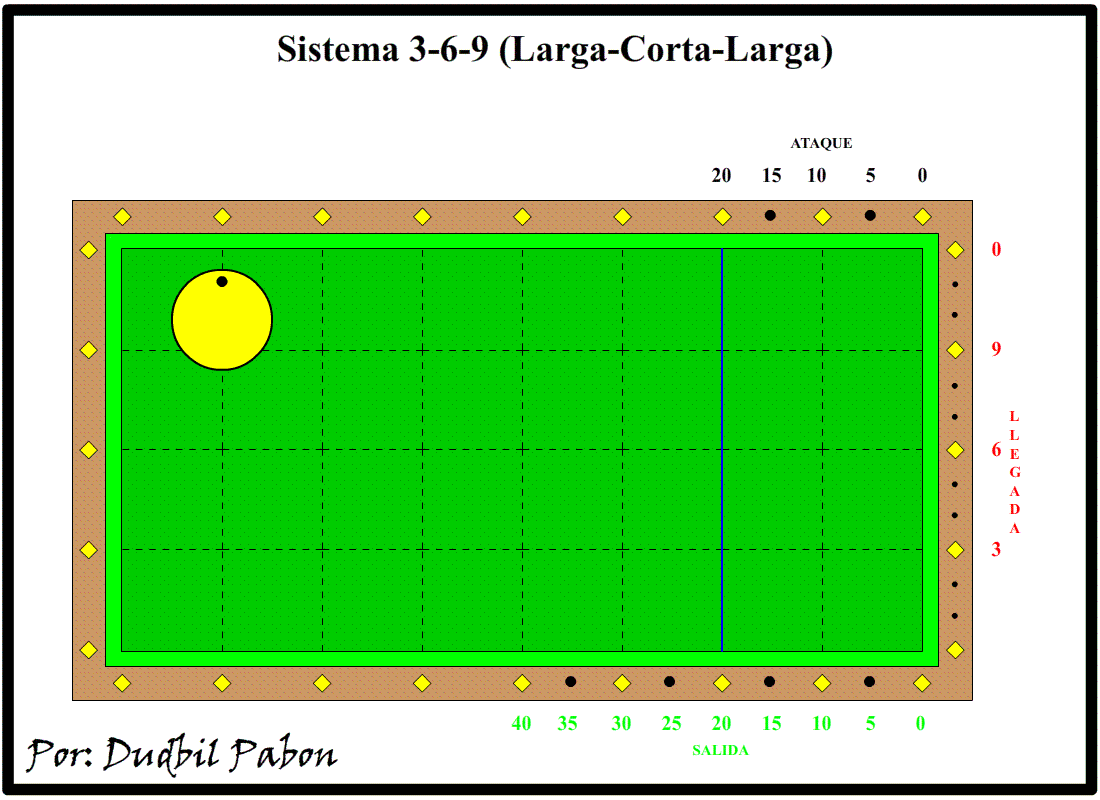 Sistema 3-6-9 (Larga-Corta-Larga)
ATAQUE
20 15 10 5 0
0
9
6
3
LLEGADA
40 35 30 25 20 15 10 5 0
SALIDA
Por: Dudbil Pabon